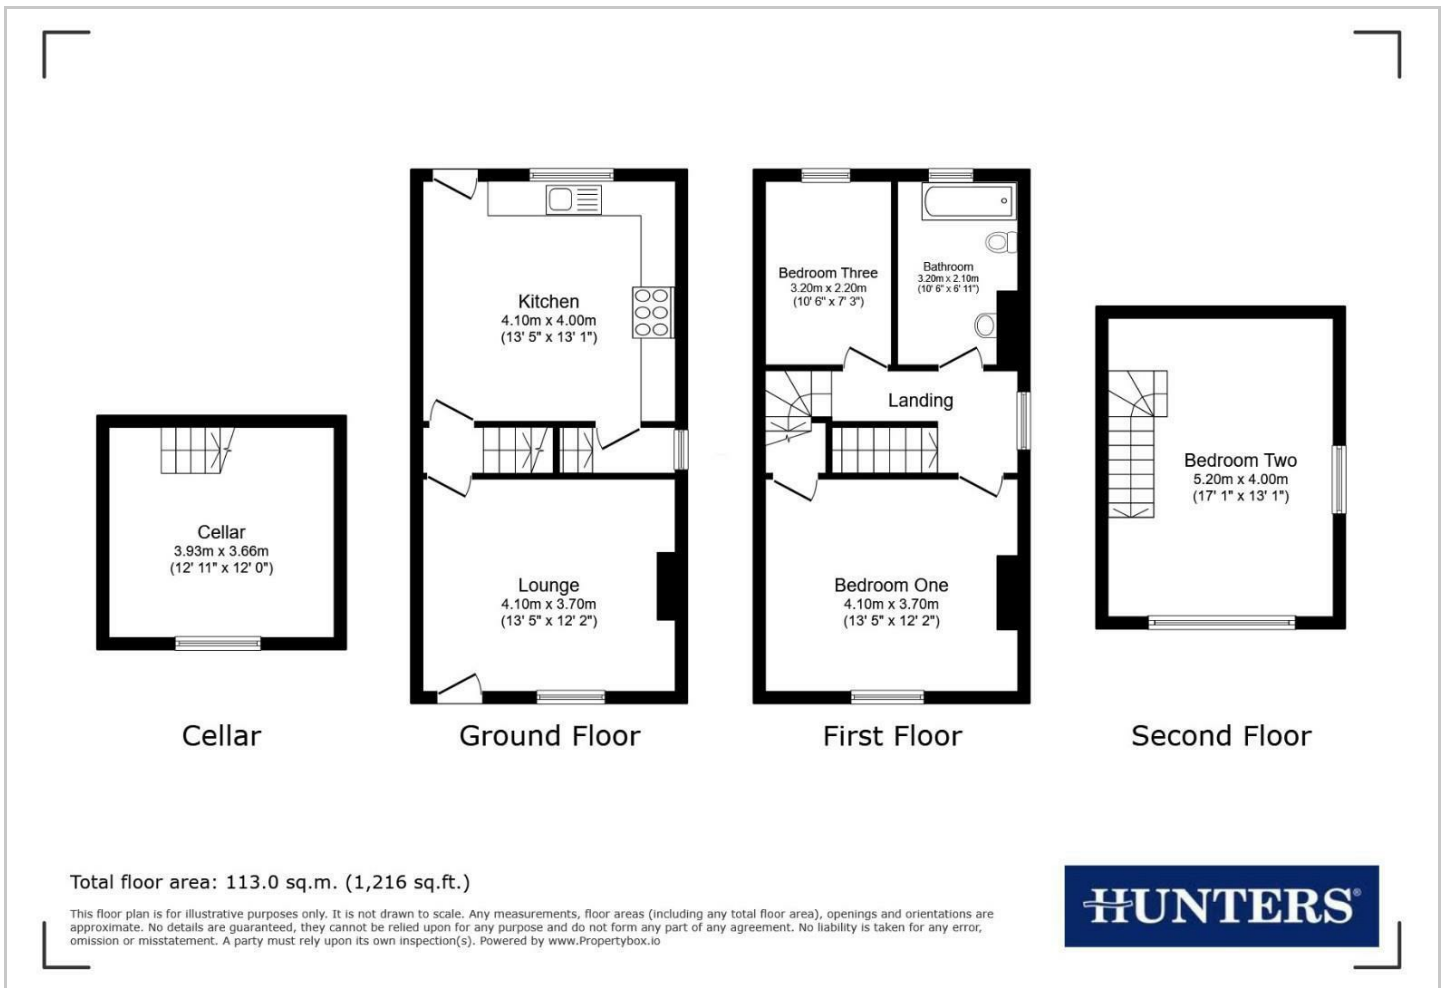 Kitchen
4.10m x 4.00m
(13' 5" x 13' 1")
Bedroom Three
3.20m x 2.20m
(10' 6" x 7' 3")
Bathroom
3.20m x 2.10m
(10' 6" x 6' 11")
Landing
Bedroom Two
5.20m x 4.00m
(17' 1" x 13' 1")
Cellar
3.93m x 3.66m
(12' 11" x 12' 0")
Lounge
4.10m x 3.70m
(13' 5" x 12' 2")
Bedroom One
4.10m x 3.70m
(13' 5" x 12' 2")
Cellar
Ground Floor
First Floor
Second Floor
Total floor area: 113.0 sq.m. (1,216 sq.ft.)
This floor plan is for illustrative purposes only. It is not drawn to scale. Any measurements, floor areas (including any total floor area), openings and orientations are
approximate. No details are guaranteed, they cannot be relied upon for any purpose and do not form any part of any agreement. No liability is taken for any error,
omission or misstatement. A party must rely upon its own inspection(s). Powered by www.Propertybox.io
HUNTERS®